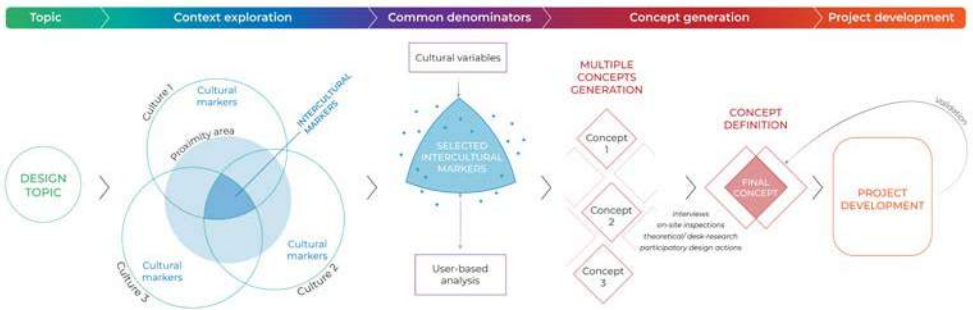 Topic
Context exploration
Common denominators
Concept generation
Project development
DESIGN
TOPIC
Culture 1
Cultural
markers
Proximity area
INTERCULTURAL
MARKERS
Cultural
markers
Culture 2
Cultural
markers
Culture 3
Cultural variables
SELECTED
INTERCULTURAL
MARKERS
User-based
analysis
MULTIPLE
CONCEPTS
GENERATION
Concept
1
Concept
2
Concept
3
interviews
on-site inspections
theoretical/ desk-research
participatory design actions
CONCEPT
DEFINITION
FINAL
CONCEPT
Validation
PROJECT
DEVELOPMENT